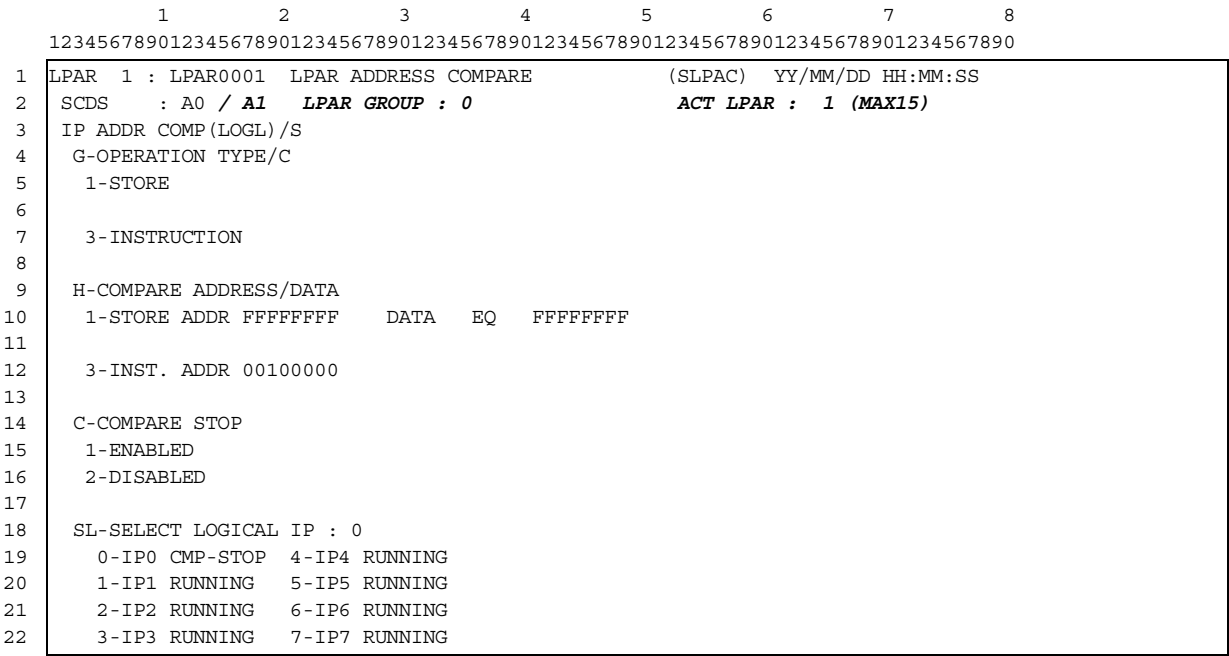 1 2 3 4 5 6 7 8
12345678901234567890123456789012345678901234567890123456789012345678901234567890
1 LPAR 1 : LPAR0001 LPAR ADDRESS COMPARE (SLPAC) YY/MM/DD HH:MM:SS
2 SCDS : A0 / A1 LPAR GROUP : 0 ACT LPAR : 1 (MAX15)
3 IP ADDR COMP(LOGL)/S
4 G-OPERATION TYPE/C
5 1-STORE
6
7 3-INSTRUCTION
8
9 H-COMPARE ADDRESS/DATA
10 1-STORE ADDR FFFFFFFF DATA EQ FFFFFFFF
11
12 3-INST. ADDR 00100000
13
14 C-COMPARE STOP
15 1-ENABLED
16 2-DISABLED
17
18 SL-SELECT LOGICAL IP : 0
19 0-IP0 CMP-STOP 4-IP4 RUNNING
20 1-IP1 RUNNING 5-IP5 RUNNING
21 2-IP2 RUNNING 6-IP6 RUNNING
22 3-IP3 RUNNING 7-IP7 RUNNING